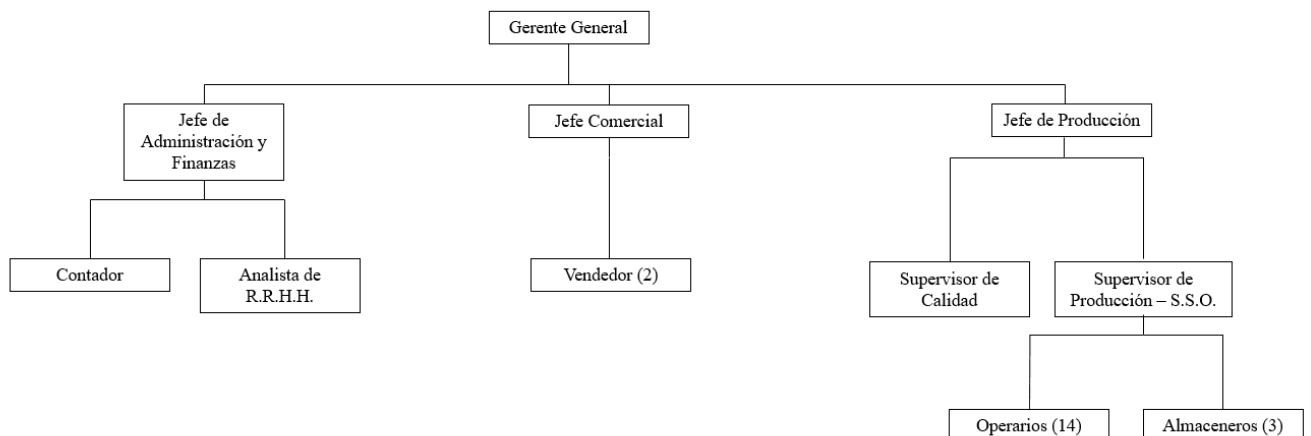 Gerente General
Jefe de
Administración y
Finanzas
Jefe Comercial
Jefe de Producción
Contador
Analista de
R.R.H.H.
Vendedor (2)
Supervisor de
Calidad
Supervisor de
Producción – S.S.O.
Operarios (14)
Almaceneros (3)